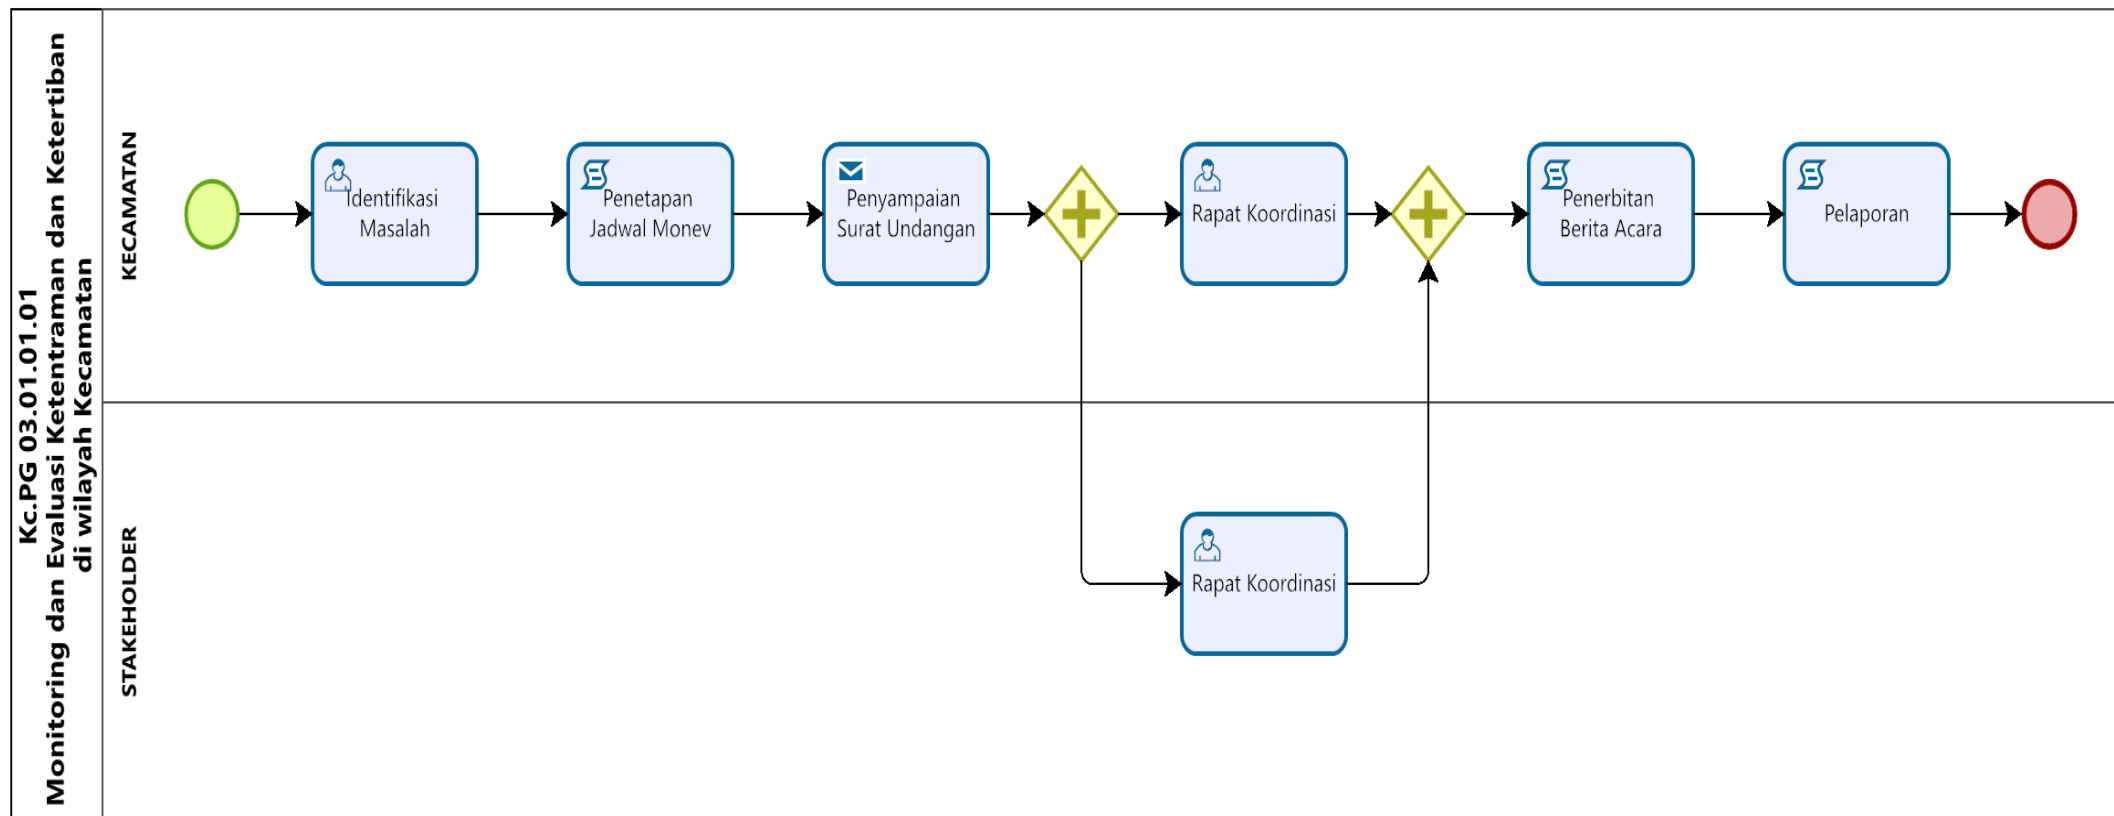 Kc.PG 03.01.01.01
Monitoring dan Evaluasi Ketentraman dan Ketertiban
di wilayah Kecamatan
KECAMATAN
Identifikasi
Masalah
Penetapan
Jadwal Monev
Penyampaian
Surat Undangan
Rapat Koordinasi
Penerbitan
Berita Acara
Pelaporan
STAKEHOLDER
Rapat Koordinasi